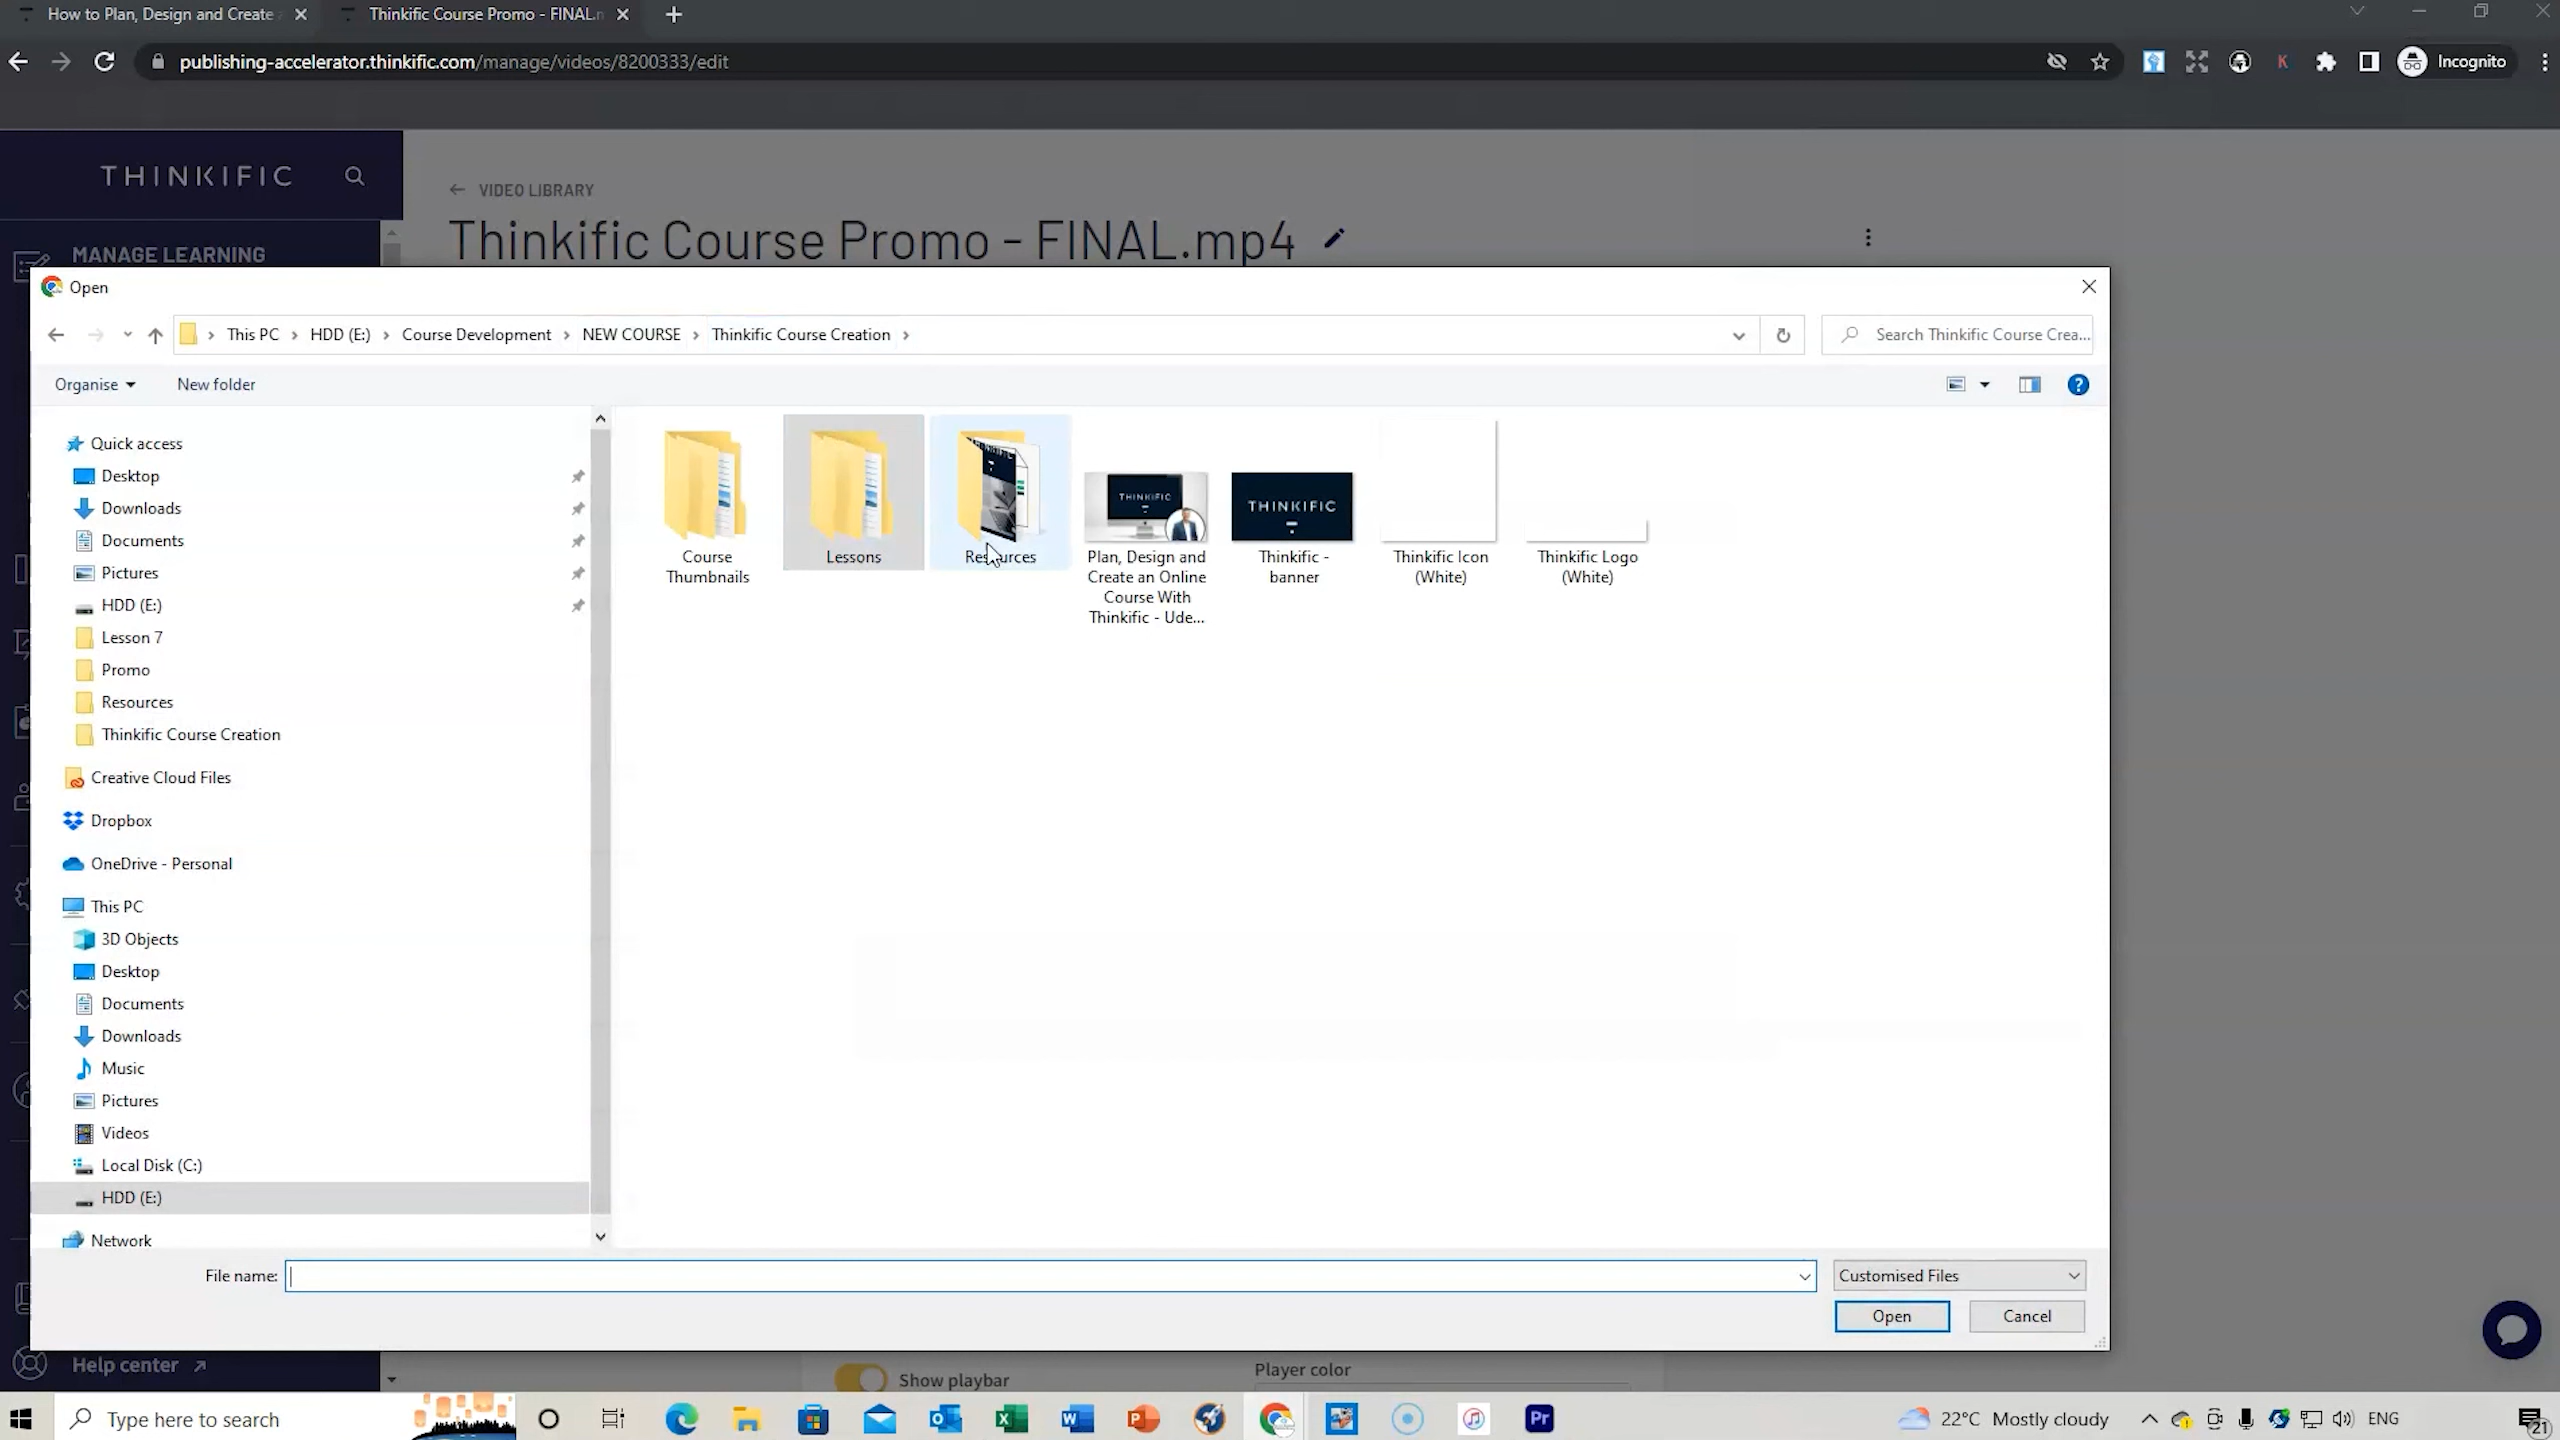 How to Plan, Design and Create
Thinkific Course Promo - FINAL.n
publishing-accelerator.thinkific.com/manage/videos/8200333/edit
K
Incognito
THINKIFIC
VIDEO LIBRARY
Thinkific Course Promo - FINAL.mp4
MANAGE LEARNING
Open
This PC
HDD (E:)
Course Development
NEW COURSE
Thinkific Course Creation
Search Thinkific Course Crea...
Organise
New folder
?
Quick access
Desktop
Downloads
Documents
Pictures
HDD (E:)
Lesson 7
Promo
Resources
Thinkific Course Creation
Creative Cloud Files
Dropbox
OneDrive - Personal
This PC
3D Objects
Desktop
Documents
Downloads
Music
Pictures
Videos
Local Disk (C:)
HDD (E:)
Network
THINKIFIC
THINKIFIC
Course
Thumbnails
Lessons
Resources
Plan, Design and
Create an Online
Course With
Thinkific - Ude...
Thinkific -
banner
Thinkific Icon
(White)
Thinkific Logo
(White)
File name:
Customised Files
Open
Cancel
Help center
Show playbar
Player color
Type here to search
Pr
22°C Mostly cloudy
ENG
21